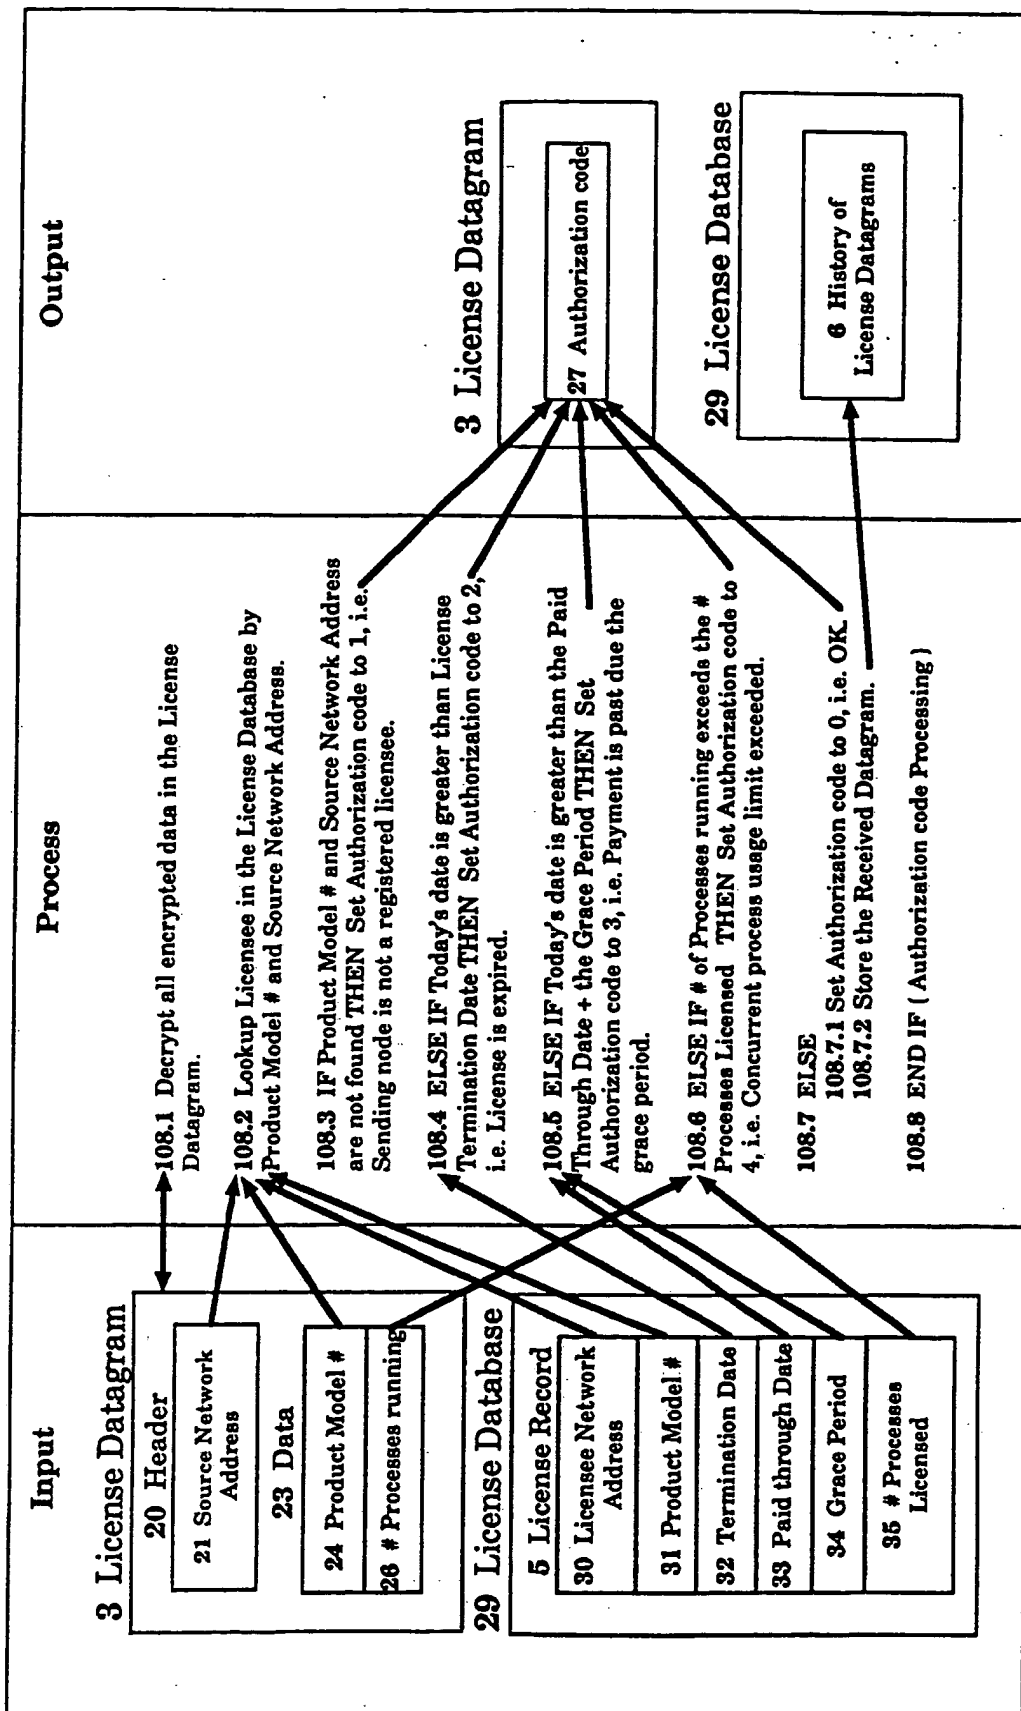 Input
3 License Datagram
20 Header
21 Source Network
Address
23 Data
24 Product Model #
26 # Processes running
29 License Database
5 License Record
30 Licensee Network
Address
31 Product Model #
32 Termination Date
33 Paid through Date
34 Grace Period
35 # Processes
Licensed
Process
108.1 Decrypt all encrypted data in the License
Datagram.
108.2 Lookup Licensee in the License Database by
Product Model # and Source Network Address.
108.3 IF Product Model # and Source Network Address
are not found THEN Set Authorization code to 1, i.e.
Sending node is not a registered licensee.
108.4 ELSE IF Today's date is greater than License
Termination Date THEN Set Authorization code to 2,
i.e. License is expired.
108.5 ELSE IF Today's date is greater than the Paid
Through Date + the Grace Period THEN Set
Authorization code to 3, i.e. Payment is past due the
grace period.
108.6 ELSE IF # of Processes running exceeds the #
Processes Licensed THEN Set Authorization code to
4, i.e. Concurrent process usage limit exceeded.
108.7 ELSE
108.7.1 Set Authorization code to 0, i.e. OK
108.7.2 Store the Received Datagram.
108.8 END IF ( Authorization code Processing )
Output
3 License Datagram
27 Authorization code
29 License Database
6 History of
License Datagrams